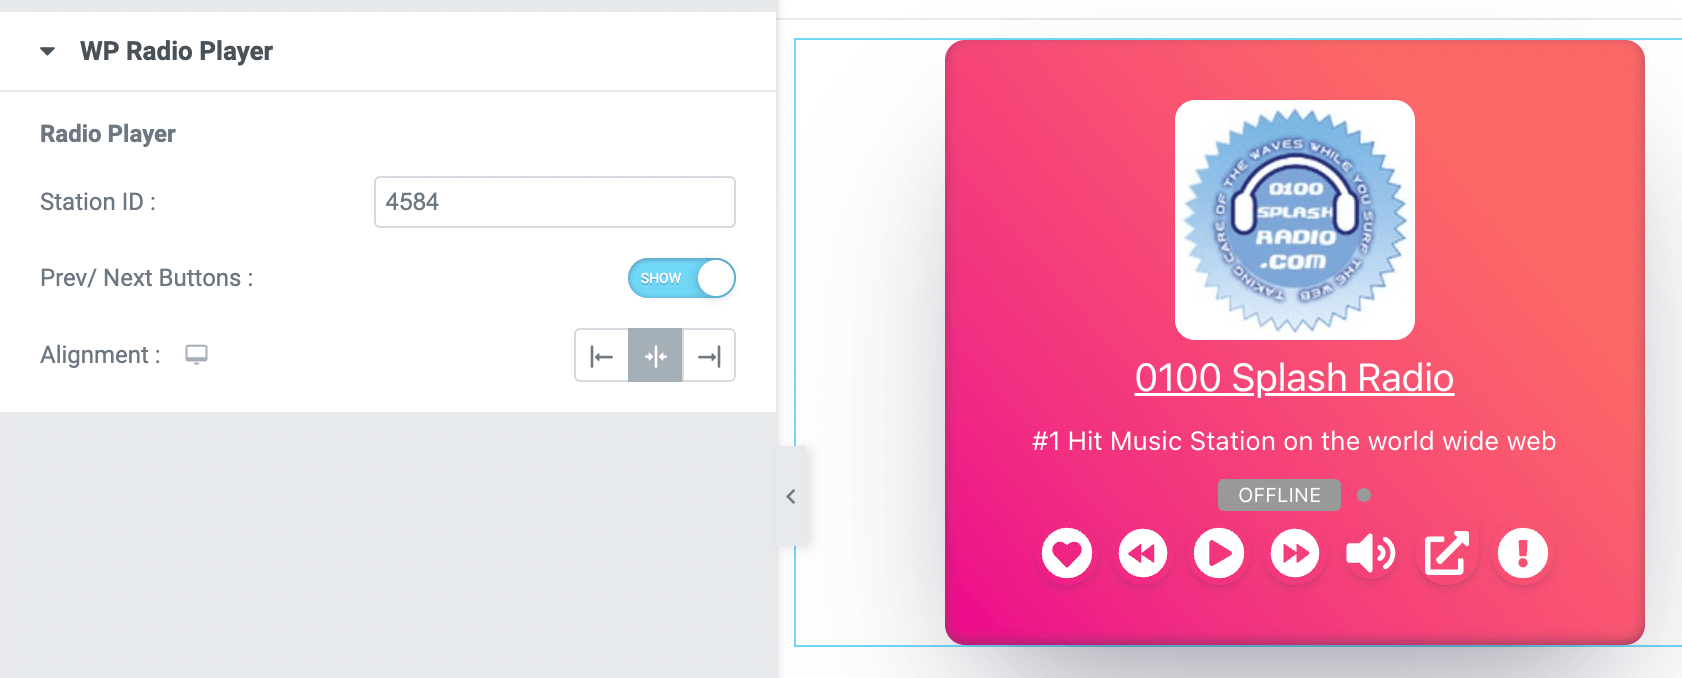 WP Radio Player
Radio Player
Station ID :
4584
Prev/ Next Buttons :
SHOW
Alignment :
TAKING CARE OF THE WAVES WHILE YOU SURF THE WEB
0100
SPLASH
RADIO
.COM
0100 Splash Radio
#1 Hit Music Station on the world wide web
OFFLINE